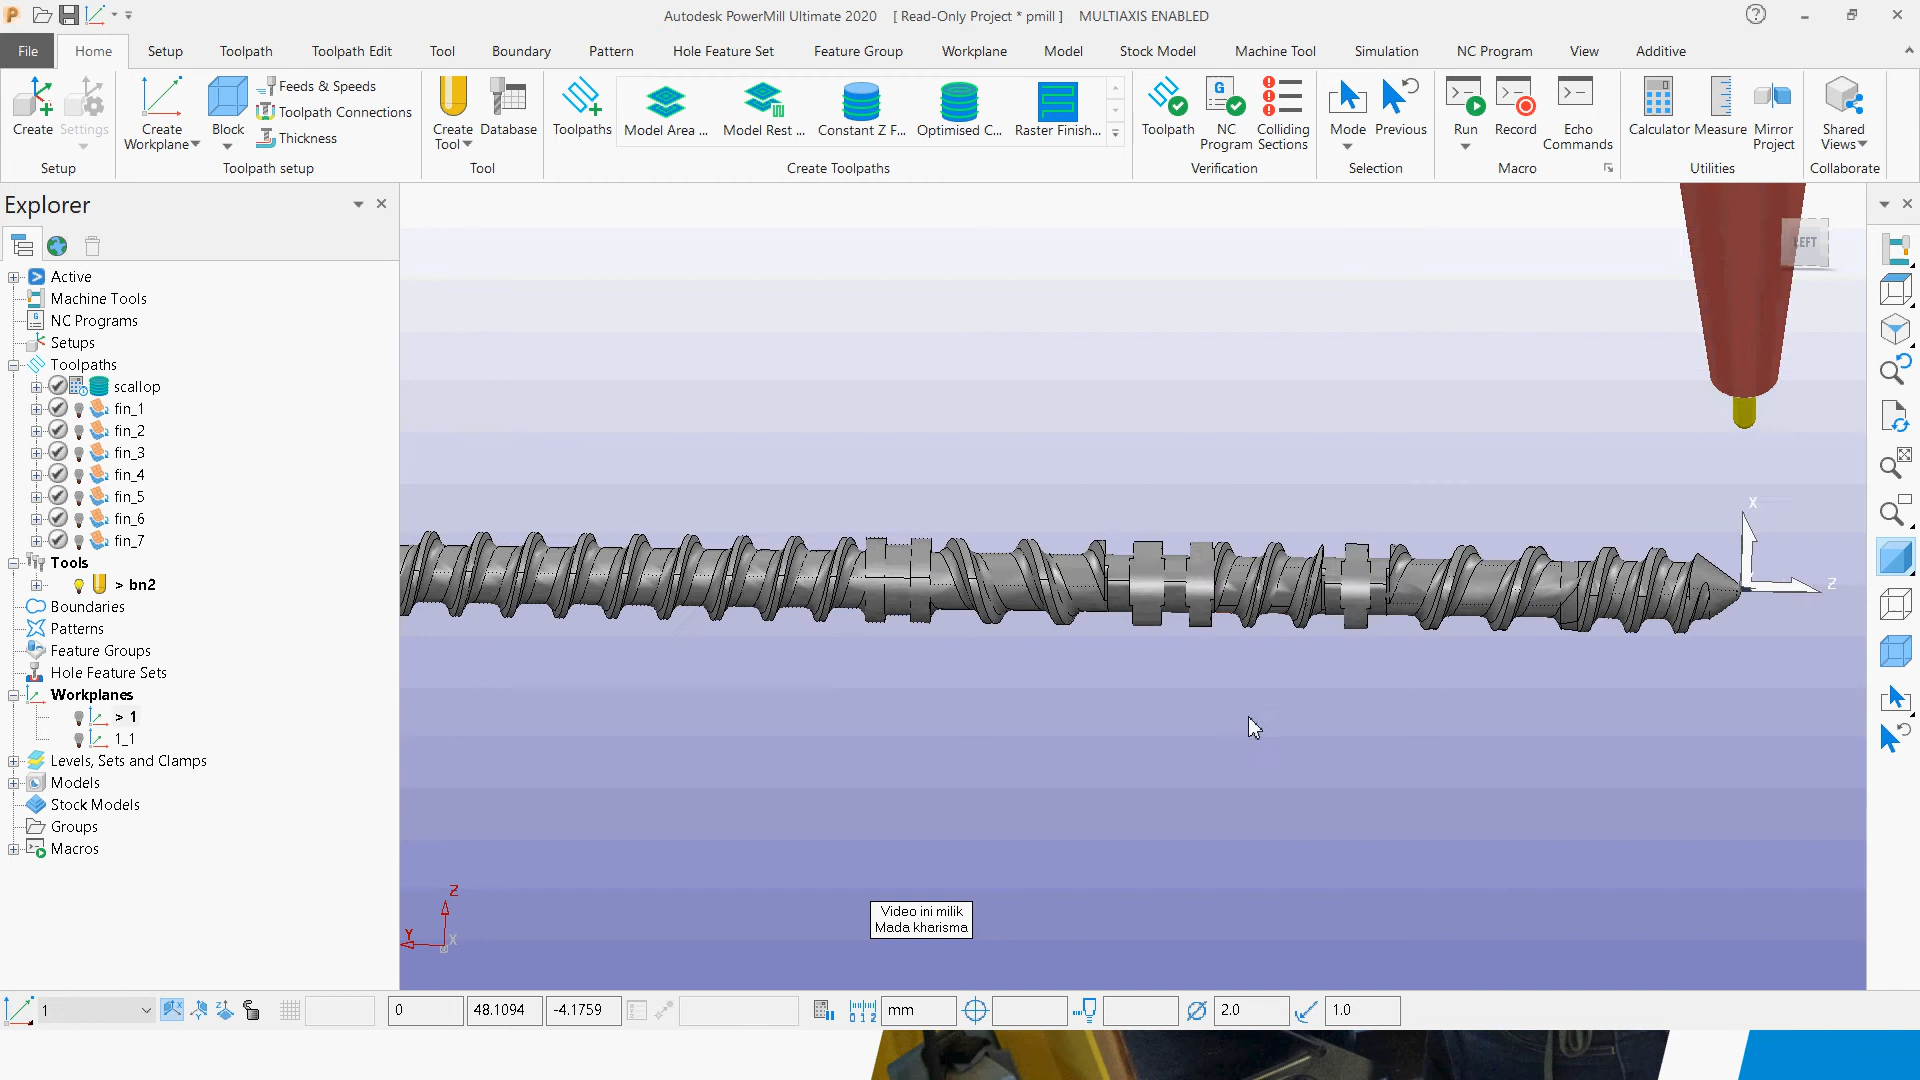 Autodesk PowerMill Ultimate 2020 [ Read-Only Project * pmill ] MULTIAXIS ENABLED
File Home Setup Toolpath Toolpath Edit Tool Boundary Pattern Hole Feature Set Feature Group Workplane Model Stock Model Machine Tool Simulation NC Program View Additive
Create
Settings
Setup
Create
Workplane
Block
Feeds & Speeds
Toolpath Connections
Thickness
Toolpath setup
Create
Tool
Database
Tool
Toolpaths
Model Area ...
Model Rest ...
Constant Z F...
Optimised C...
Raster Finish...
Create Toolpaths
Toolpath
NC
Program
Colliding
Sections
Verification
Mode
Previous
Selection
Run
Record
Echo
Commands
Macro
Calculator
Measure
Mirror
Project
Utilities
Shared
Views
Collaborate
Explorer
Active
Machine Tools
NC Programs
Setups
Toolpaths
scallop
fin_1
fin_2
fin_3
fin_4
fin_5
fin_6
fin_7
Tools
> bn2
Boundaries
Patterns
Feature Groups
Hole Feature Sets
Workplanes
> 1
1_1
Levels, Sets and Clamps
Models
Stock Models
Groups
Macros
LEFT
X
Z
Z
Y
X
Video ini milik
Mada kharisma
1 0 48.1094 -4.1759 mm 2.0 1.0